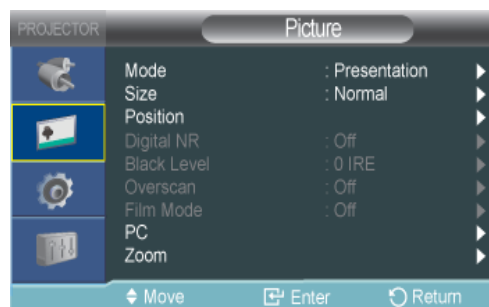 PROJECTOR Picture
Mode : Presentation
Size : Normal
Position
Digital NR : Off
Black Level : 0 IRE
Overscan : Off
Film Mode : Off
PC
Zoom
Move Enter Return